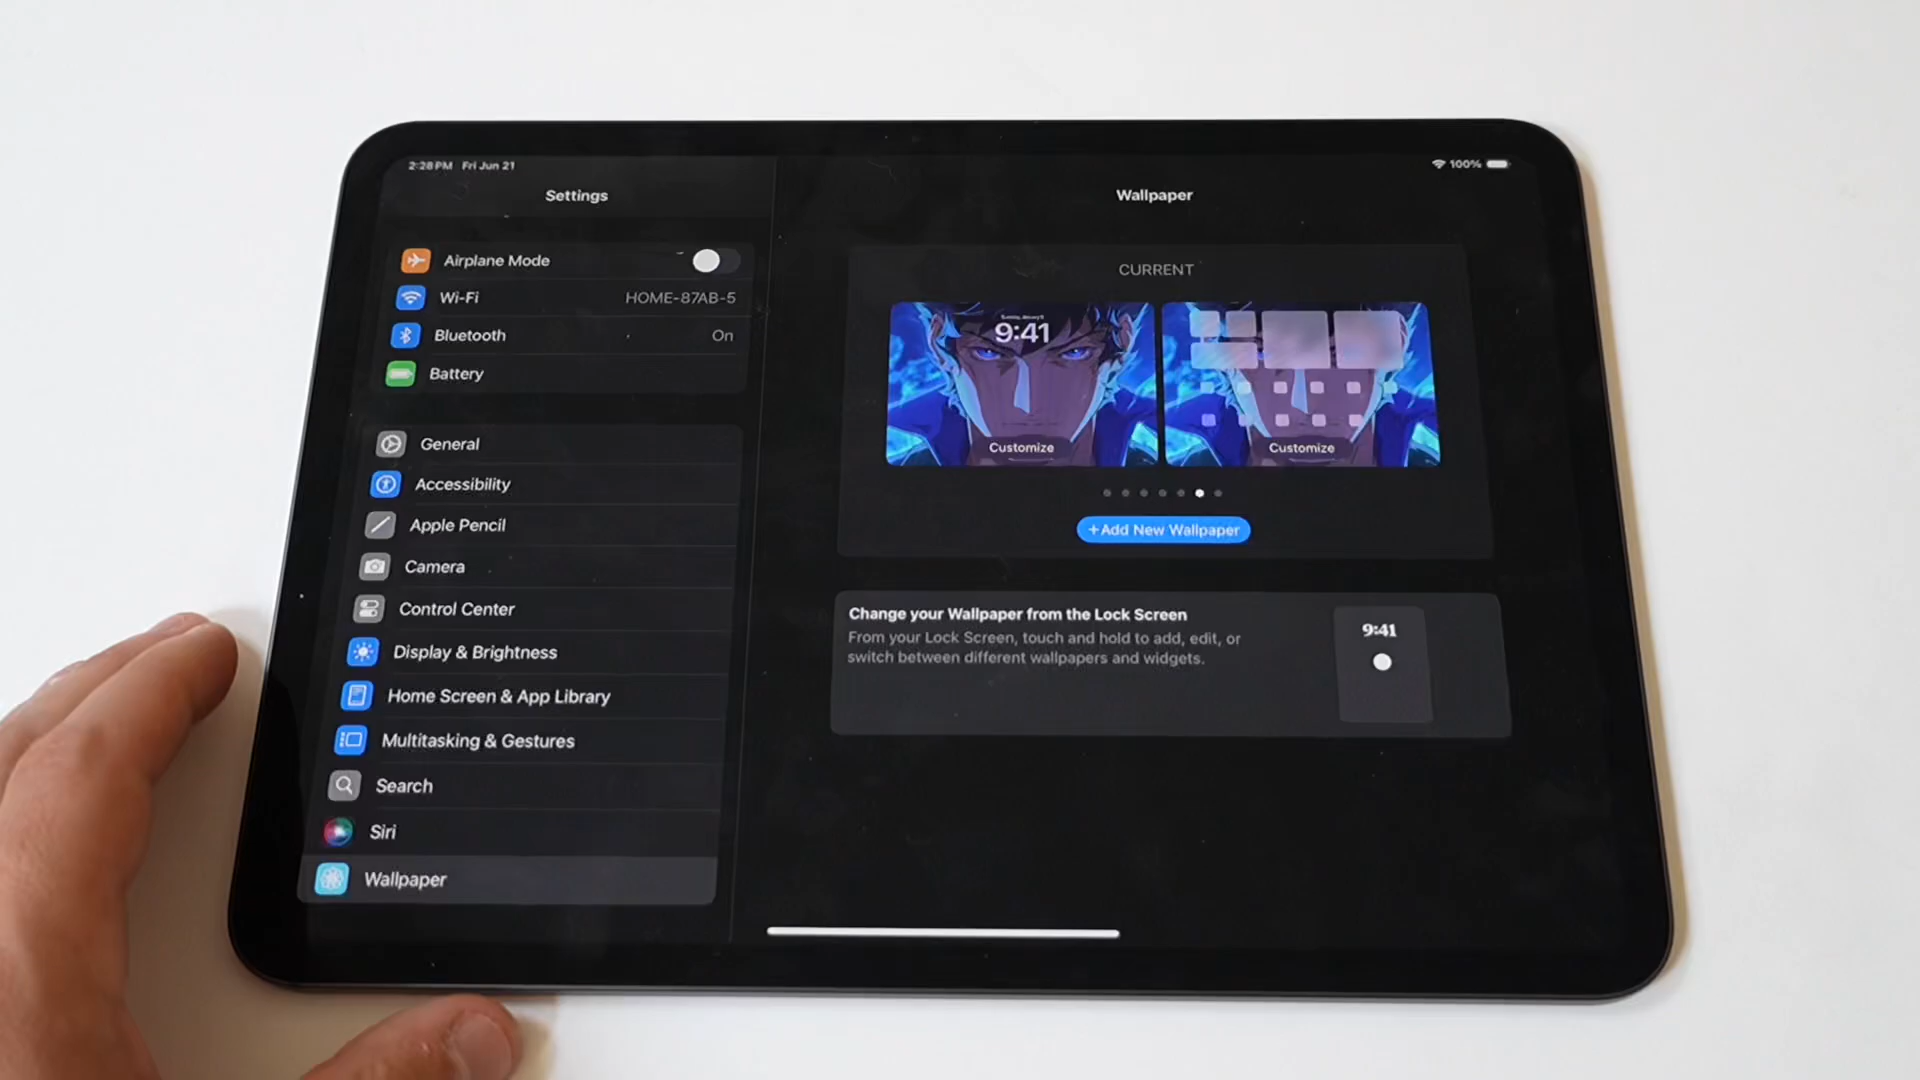 2:28 PM Fri Jun 21
100%
Settings
Airplane Mode
Wi-Fi HOME-87AB-5
Bluetooth On
Battery
General
Accessibility
Apple Pencil
Camera
Control Center
Display & Brightness
Home Screen & App Library
Multitasking & Gestures
Search
Siri
Wallpaper
Wallpaper
CURRENT
9:41
Customize
Customize
+Add New Wallpaper
Change your Wallpaper from the Lock Screen
From your Lock Screen, touch and hold to add, edit, or
switch between different wallpapers and widgets.
9:41